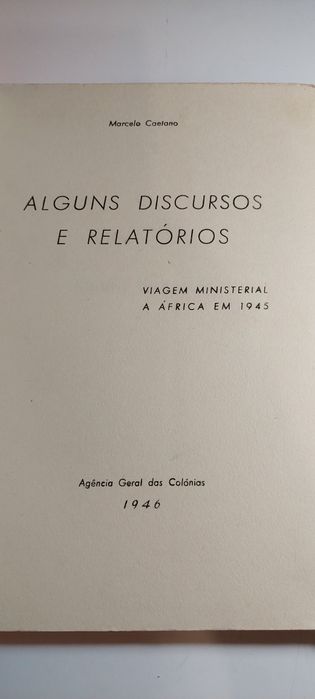 Marcelo Caetano
ALGUNS DISCURSOS
E RELATÓRIOS
VIAGEM MINISTERIAL
A ÁFRICA EM 1945
Agência Geral das Colónias
1946